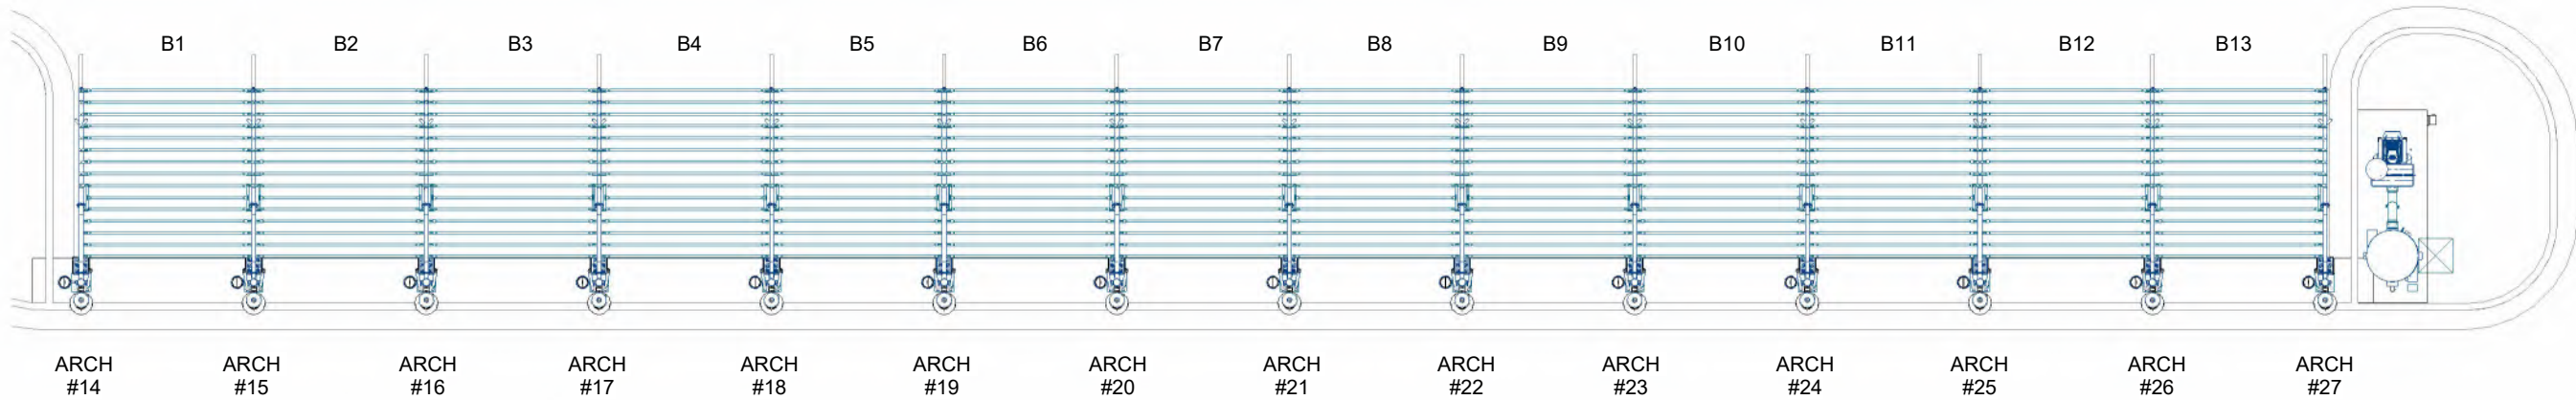 B1 B2 B3 B4 B5 B6 B7 B8 B9 B10 B11 B12 B13
ARCH ARCH ARCH ARCH ARCH ARCH ARCH ARCH ARCH ARCH ARCH ARCH ARCH ARCH
#14 #15 #16 #17 #18 #19 #20 #21 #22 #23 #24 #25 #26 #27